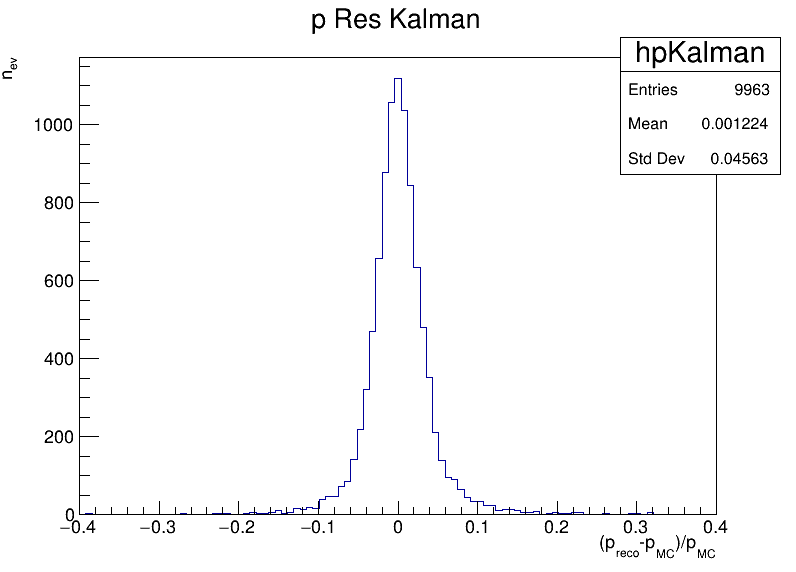 p Res Kalman
hpKalman
Entries 9963
Mean 0.001224
Std Dev 0.04563
n_ev
1000
800
600
400
200
0
−0.4 −0.3 −0.2 −0.1 0 0.1 0.2 0.3 0.4
(p_reco-p_MC)/p_MC